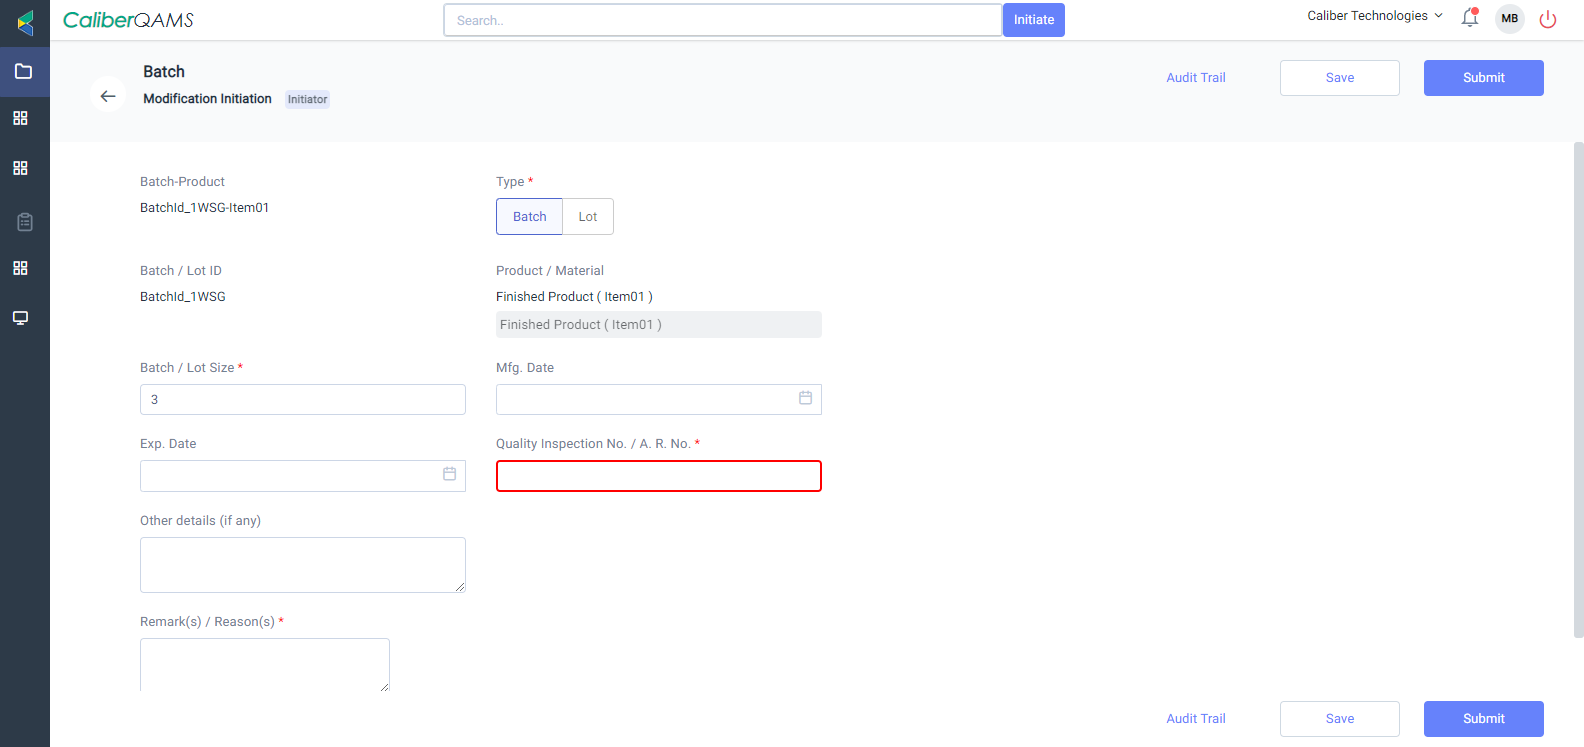 CaliberQAMS
Search..
Initiate
Caliber Technologies
MB
Batch
Modification Initiation
Initiator
Audit Trail
Save
Submit
Batch-Product
BatchId_1WSG-Item01
Type *
Batch
Lot
Batch / Lot ID
BatchId_1WSG
Product / Material
Finished Product ( Item01 )
Finished Product ( Item01 )
Batch / Lot Size *
3
Mfg. Date
Exp. Date
Quality Inspection No. / A. R. No. *
Other details (if any)
Remark(s) / Reason(s) *
Audit Trail
Save
Submit